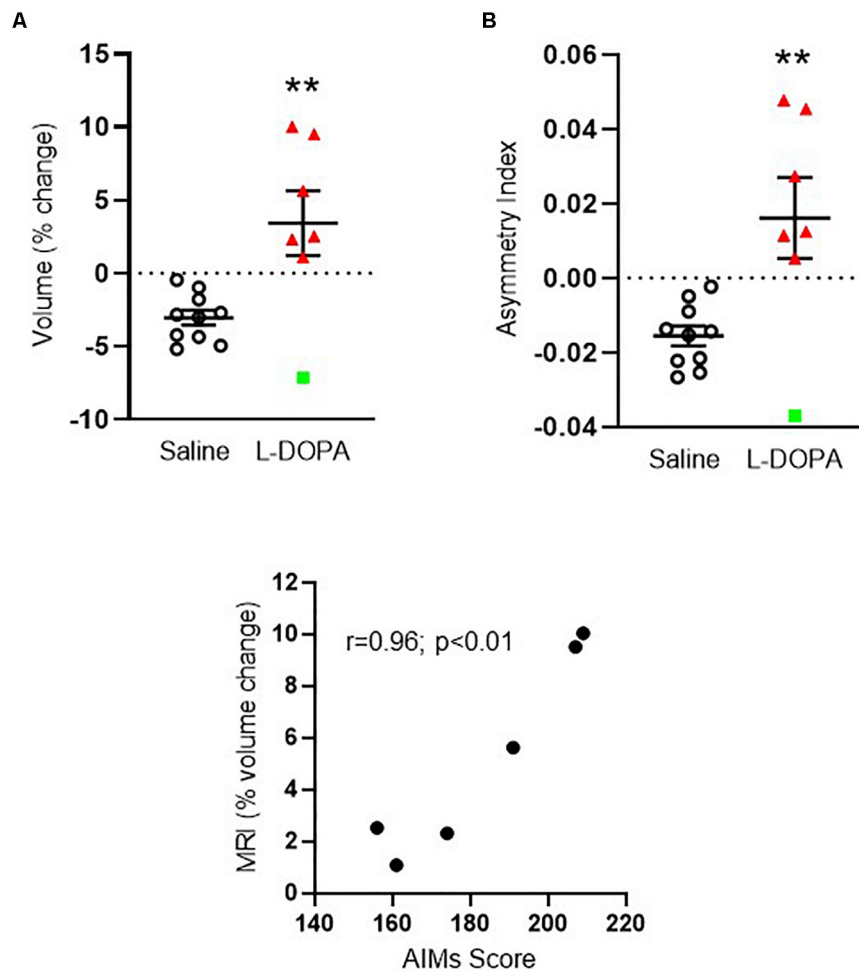 A
Volume (% change)
15
10
5
0
-5
-10
**
Saline L-DOPA
B
Asymmetry Index
0.06
0.04
0.02
0.00
-0.02
-0.04
**
Saline L-DOPA
MRI (% volume change)
12
10
8
6
4
2
0
r=0.96; p<0.01
140 160 180 200 220
AIMs Score